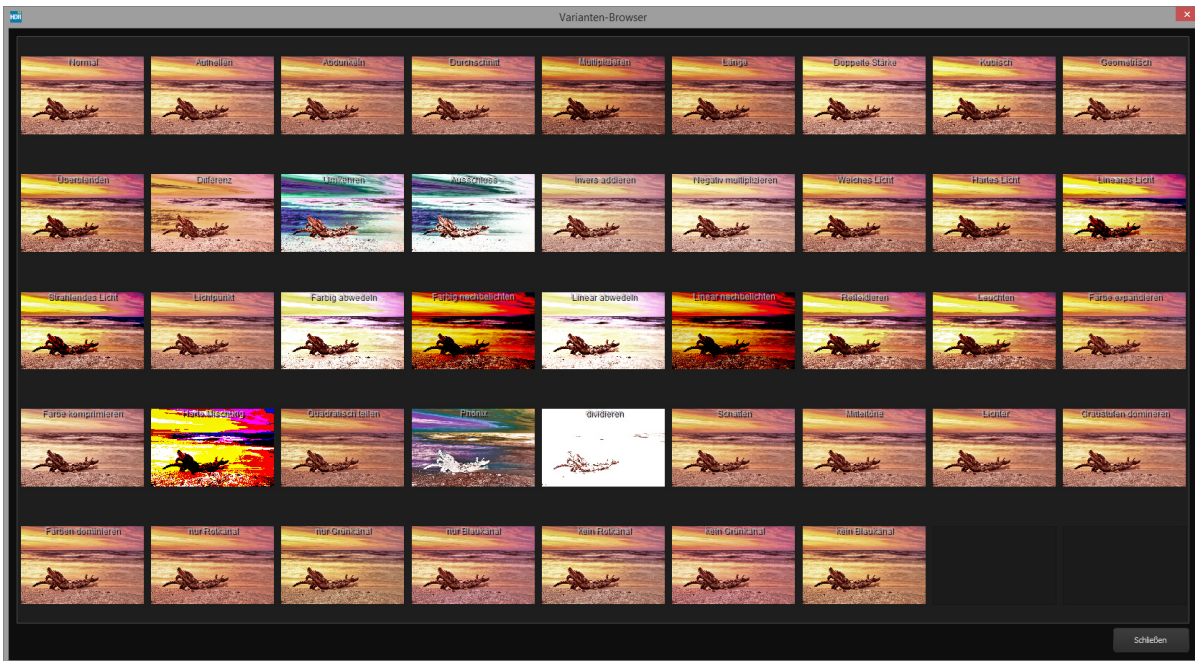 HDR
Varianten-Browser
Normal
Aufhellen
Abdunkeln
Durchschnitt
Multiplizieren
Länge
Doppelte Stärke
Kubisch
Geometrisch
Überblenden
Differenz
Umkehren
Ausschluss
Invers addieren
Negativ multiplizieren
Weiches Licht
Hartes Licht
Lineares Licht
Strahlendes Licht
Lichtpunkt
Farbig abwedeln
Farbig nachbelichten
Linear abwedeln
Linear nachbelichten
Reflektieren
Leuchten
Farbe expandieren
Farbe komprimieren
Harte Mischung
Quadratisch teilen
Phönix
dividieren
Schatten
Mitteltöne
Lichter
Graustufen dominieren
Farben dominieren
nur Rotkanal
nur Grünkanal
nur Blaukanal
kein Rotkanal
kein Grünkanal
kein Blaukanal
Schließen